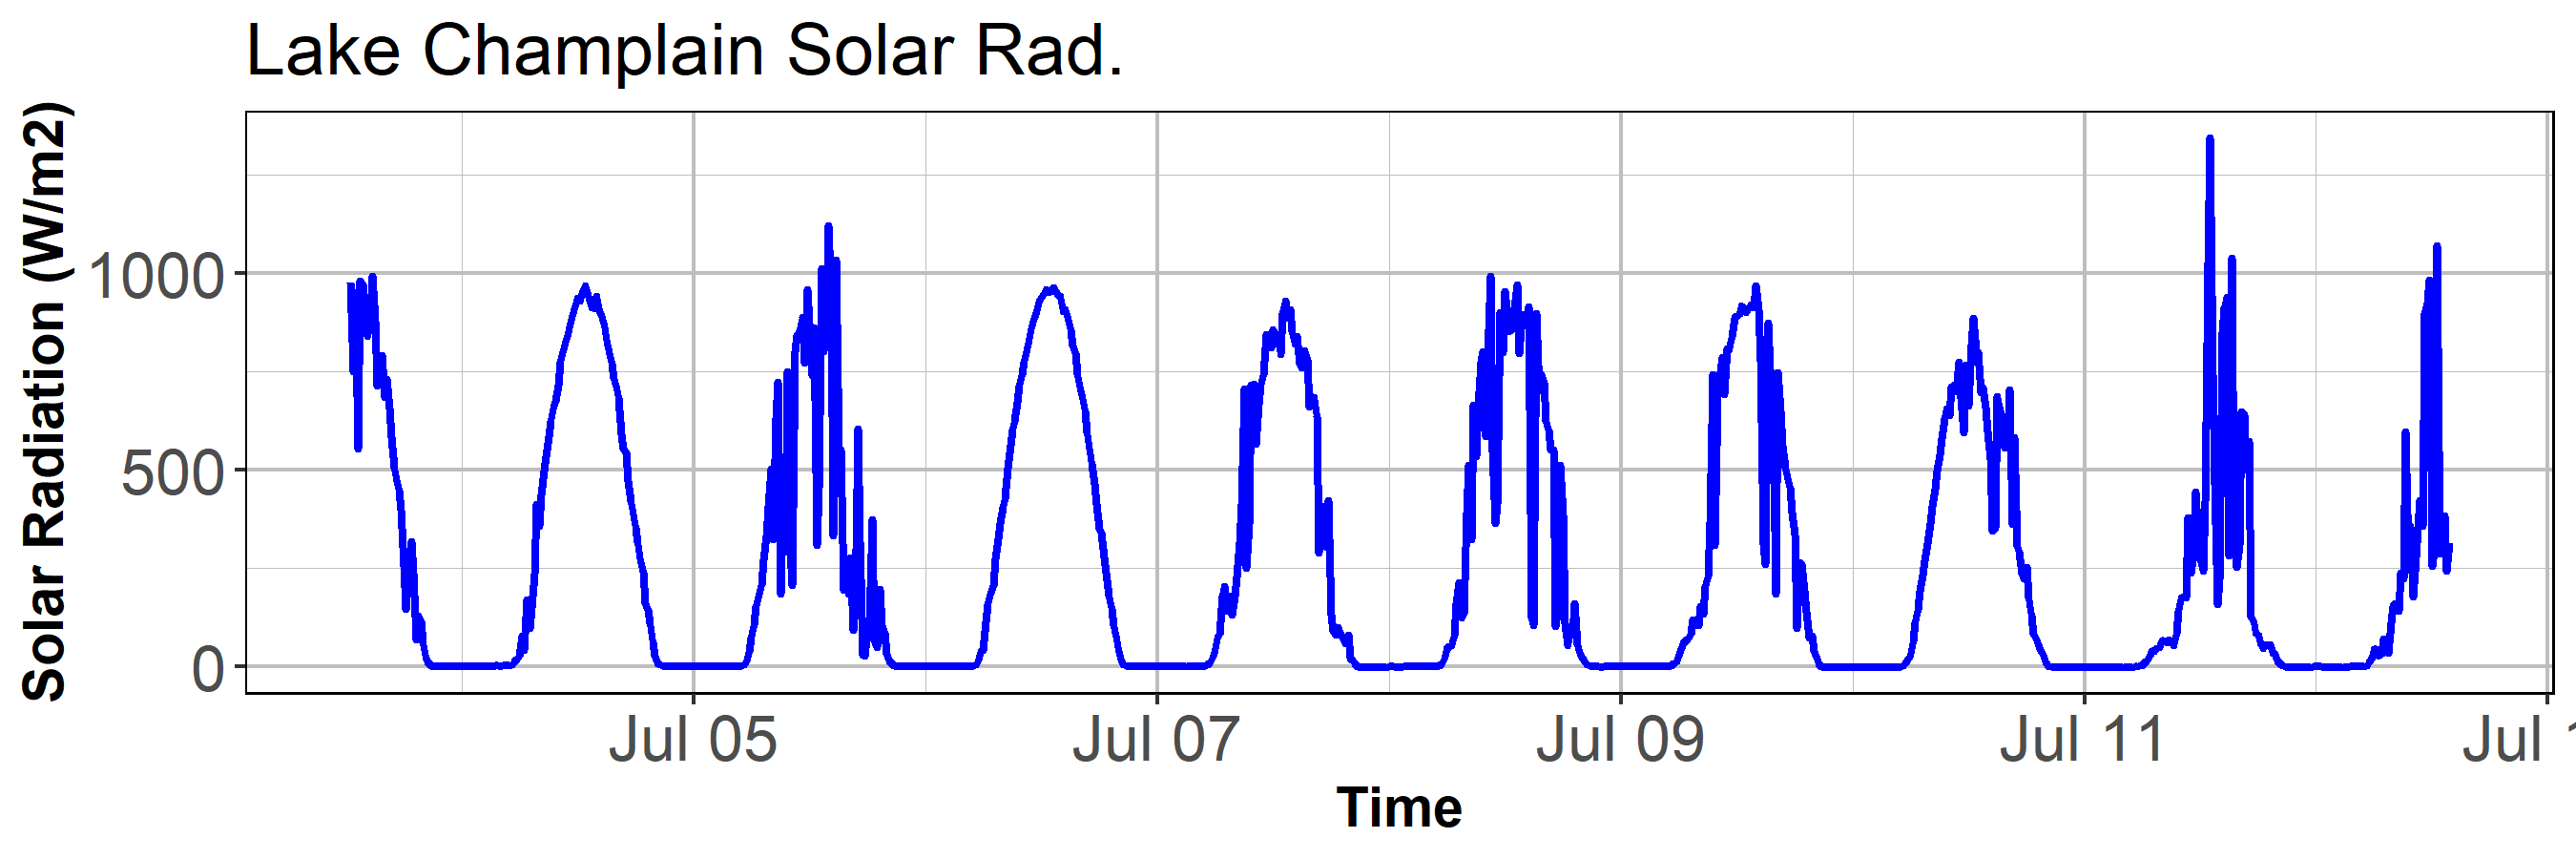 Lake Champlain Solar Rad.
Solar Radiation (W/m2)
1000
500
0
Jul 05 Jul 07 Jul 09 Jul 11 Jul
Time